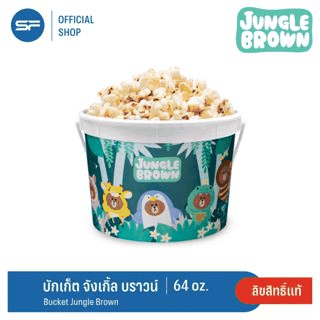 SF
OFFICIAL
SHOP
JUNGLE
BROWN
JUNGLE
BROWN
บักเก็ต จังเกิ้ล บราวน์ | 64 oz.
Bucket Jungle Brown
ลิขสิทธิ์แท้